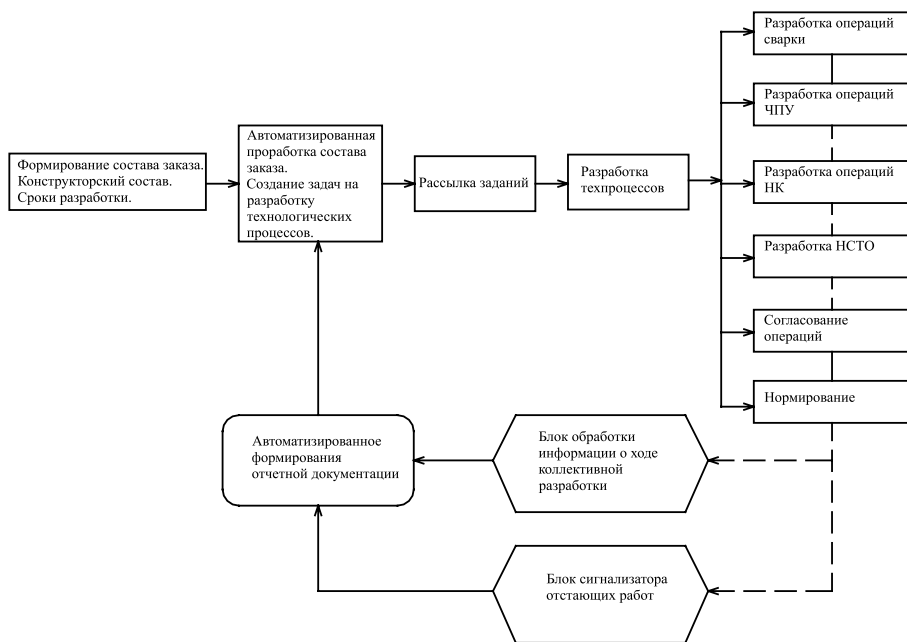 Формирование состава заказа.
Конструкторский состав.
Сроки разработки.
Автоматизированная
проработка состава
заказа.
Создание задач на
разработку
технологических
процессов.
Рассылка заданий
Разработка
техпроцессов
Разработка операций
сварки
Разработка операций
ЧПУ
Разработка операций
НК
Разработка НСТО
Согласование
операций
Нормирование
Автоматизированное
формирования
отчетной документации
Блок обработки
информации о ходе
коллективной
разработки
Блок сигнализатора
отстающих работ